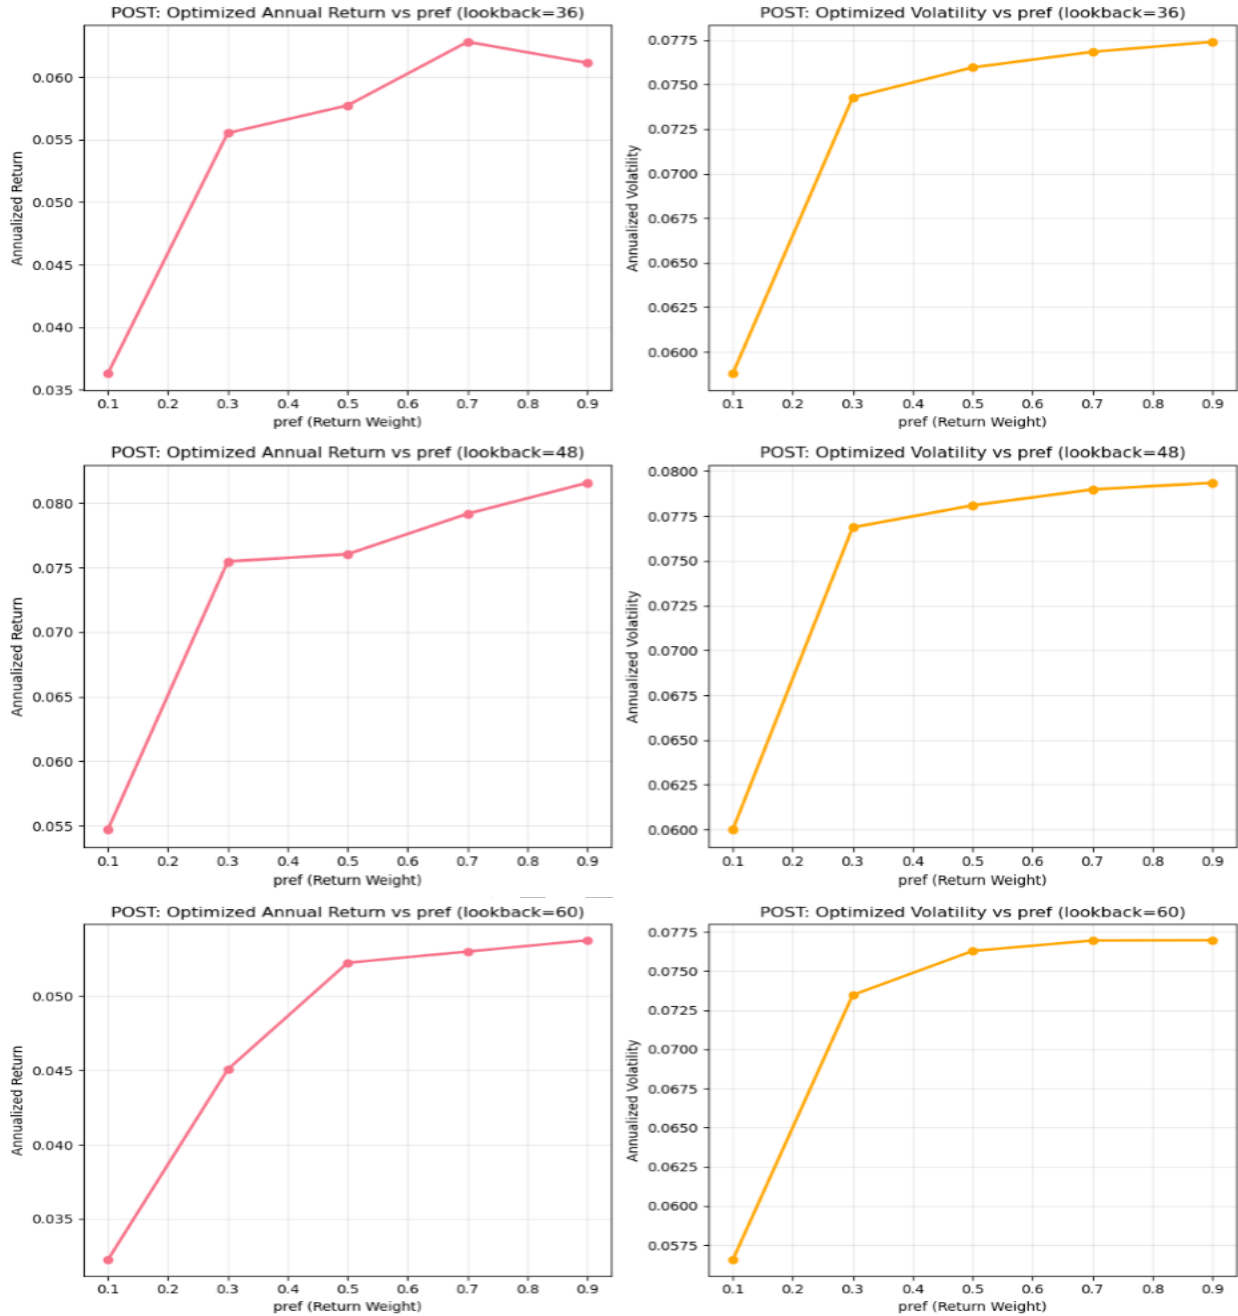 POST: Optimized Annual Return vs pref (lookback=36)
Annualized Return
0.060
0.055
0.050
0.045
0.040
0.035
0.1 0.2 0.3 0.4 0.5 0.6 0.7 0.8 0.9
pref (Return Weight)
POST: Optimized Volatility vs pref (lookback=36)
Annualized Volatility
0.0775
0.0750
0.0725
0.0700
0.0675
0.0650
0.0625
0.0600
0.1 0.2 0.3 0.4 0.5 0.6 0.7 0.8 0.9
pref (Return Weight)
POST: Optimized Annual Return vs pref (lookback=48)
Annualized Return
0.080
0.075
0.070
0.065
0.060
0.055
0.1 0.2 0.3 0.4 0.5 0.6 0.7 0.8 0.9
pref (Return Weight)
POST: Optimized Volatility vs pref (lookback=48)
Annualized Volatility
0.0800
0.0775
0.0750
0.0725
0.0700
0.0675
0.0650
0.0625
0.0600
0.1 0.2 0.3 0.4 0.5 0.6 0.7 0.8 0.9
pref (Return Weight)
POST: Optimized Annual Return vs pref (lookback=60)
Annualized Return
0.050
0.045
0.040
0.035
0.1 0.2 0.3 0.4 0.5 0.6 0.7 0.8 0.9
pref (Return Weight)
POST: Optimized Volatility vs pref (lookback=60)
Annualized Volatility
0.0775
0.0750
0.0725
0.0700
0.0675
0.0650
0.0625
0.0600
0.0575
0.1 0.2 0.3 0.4 0.5 0.6 0.7 0.8 0.9
pref (Return Weight)